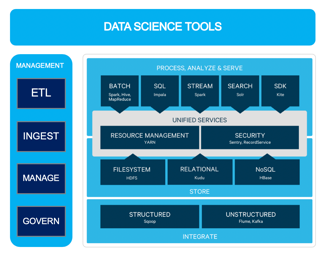 DATA SCIENCE TOOLS
MANAGEMENT
ETL
INGEST
MANAGE
GOVERN
PROCESS, ANALYZE & SERVE
BATCH
Spark, Hive,
MapReduce
SQL
Impala
STREAM
Spark
SEARCH
Solr
SDK
Kite
UNIFIED SERVICES
RESOURCE MANAGEMENT
YARN
SECURITY
Sentry, RecordService
FILESYSTEM
HDFS
RELATIONAL
Kudu
NoSQL
HBase
STORE
STRUCTURED
Sqoop
UNSTRUCTURED
Flume, Kafka
INTEGRATE